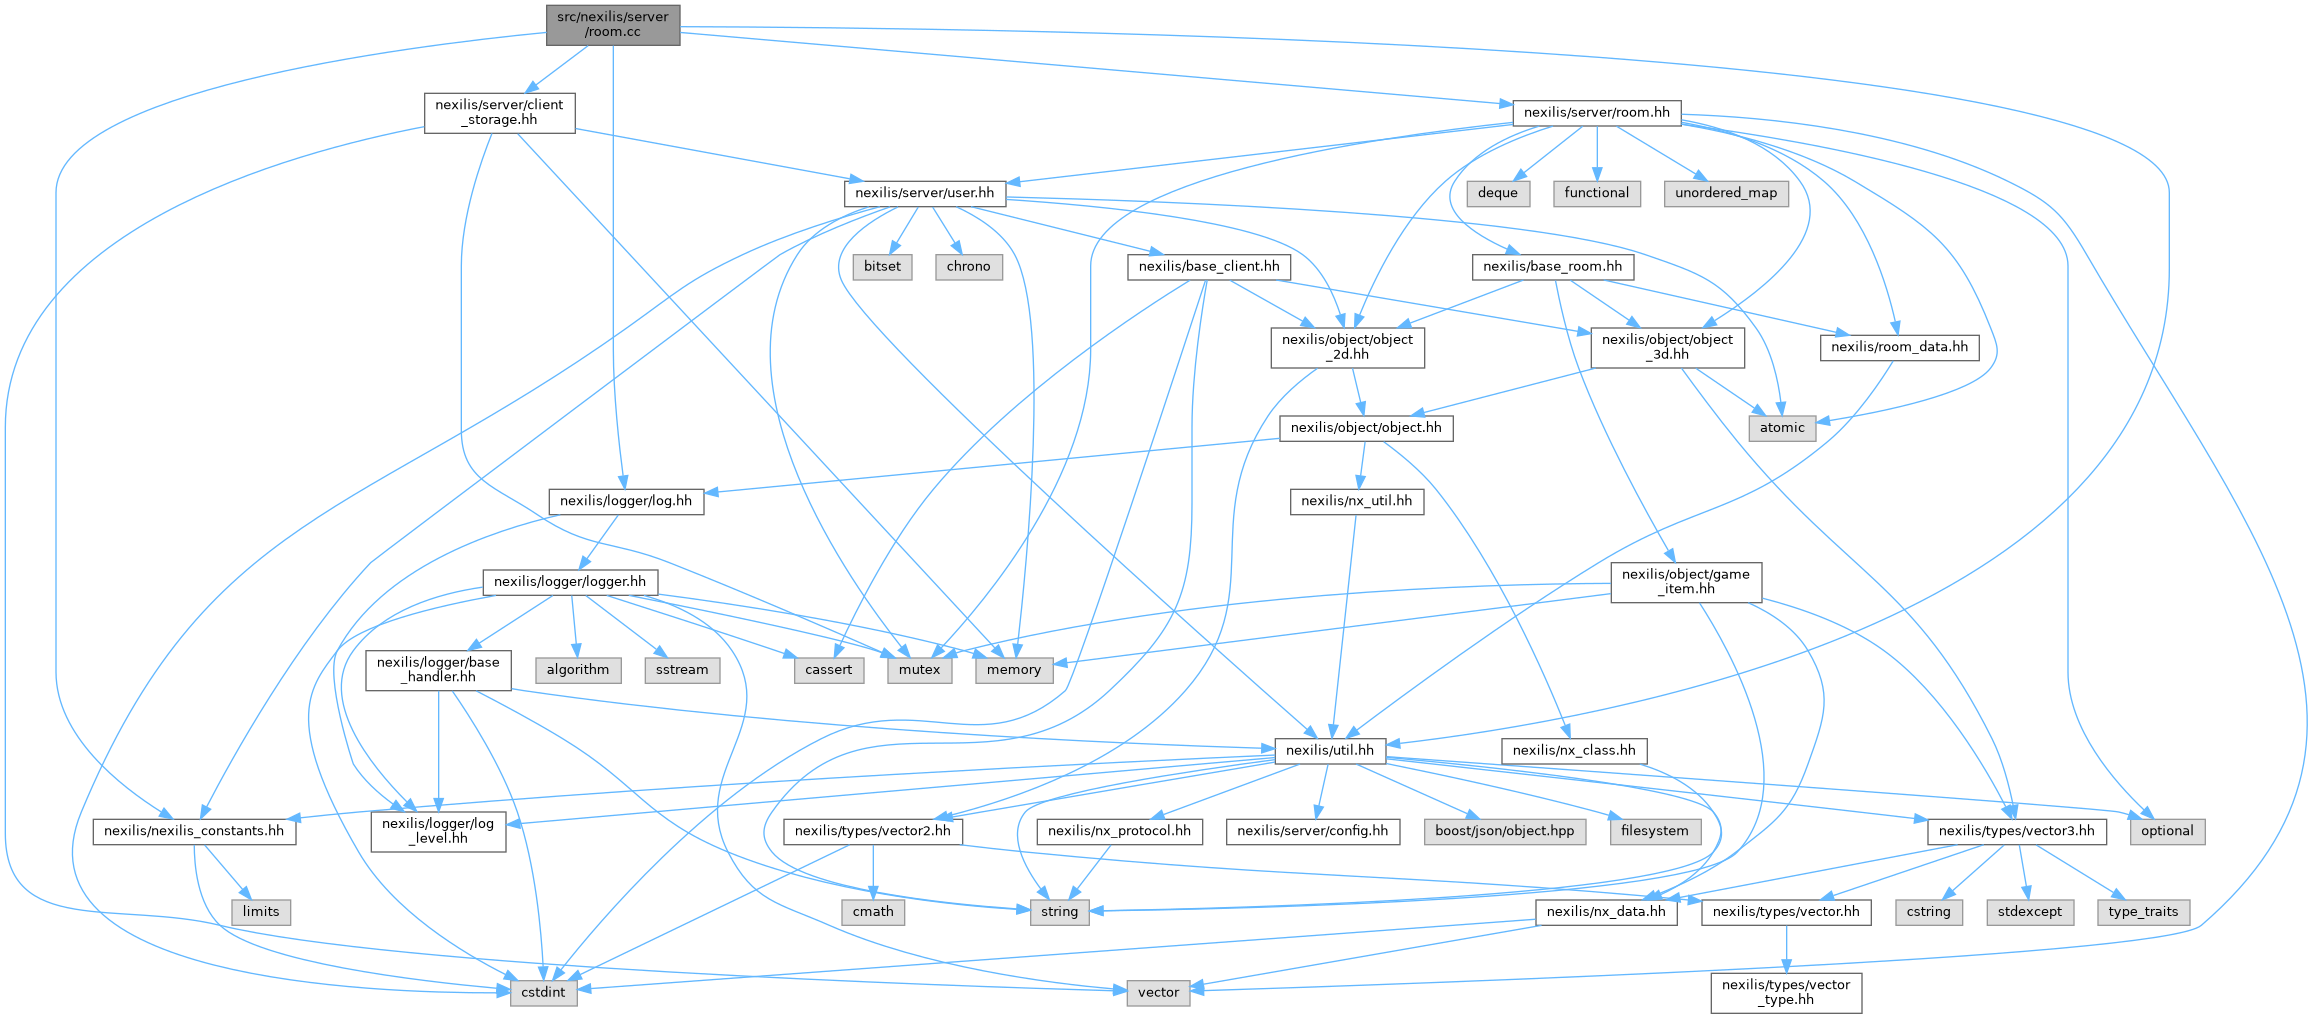 src/nexilis/server
/room.cc
nexilis/server/client
_storage.hh
nexilis/server/room.hh
nexilis/server/user.hh
deque
functional
unordered_map
bitset
chrono
nexilis/base_client.hh
nexilis/base_room.hh
nexilis/object/object
_2d.hh
nexilis/object/object
_3d.hh
nexilis/room_data.hh
nexilis/object/object.hh
atomic
nexilis/logger/log.hh
nexilis/nx_util.hh
nexilis/logger/logger.hh
nexilis/object/game
_item.hh
nexilis/logger/base
_handler.hh
algorithm
sstream
cassert
mutex
memory
nexilis/util.hh
nexilis/nx_class.hh
nexilis/nexilis_constants.hh
nexilis/logger/log
_level.hh
nexilis/types/vector2.hh
nexilis/nx_protocol.hh
nexilis/server/config.hh
boost/json/object.hpp
filesystem
nexilis/types/vector3.hh
optional
limits
cmath
string
nexilis/nx_data.hh
nexilis/types/vector.hh
cstring
stdexcept
type_traits
cstdint
vector
nexilis/types/vector
_type.hh